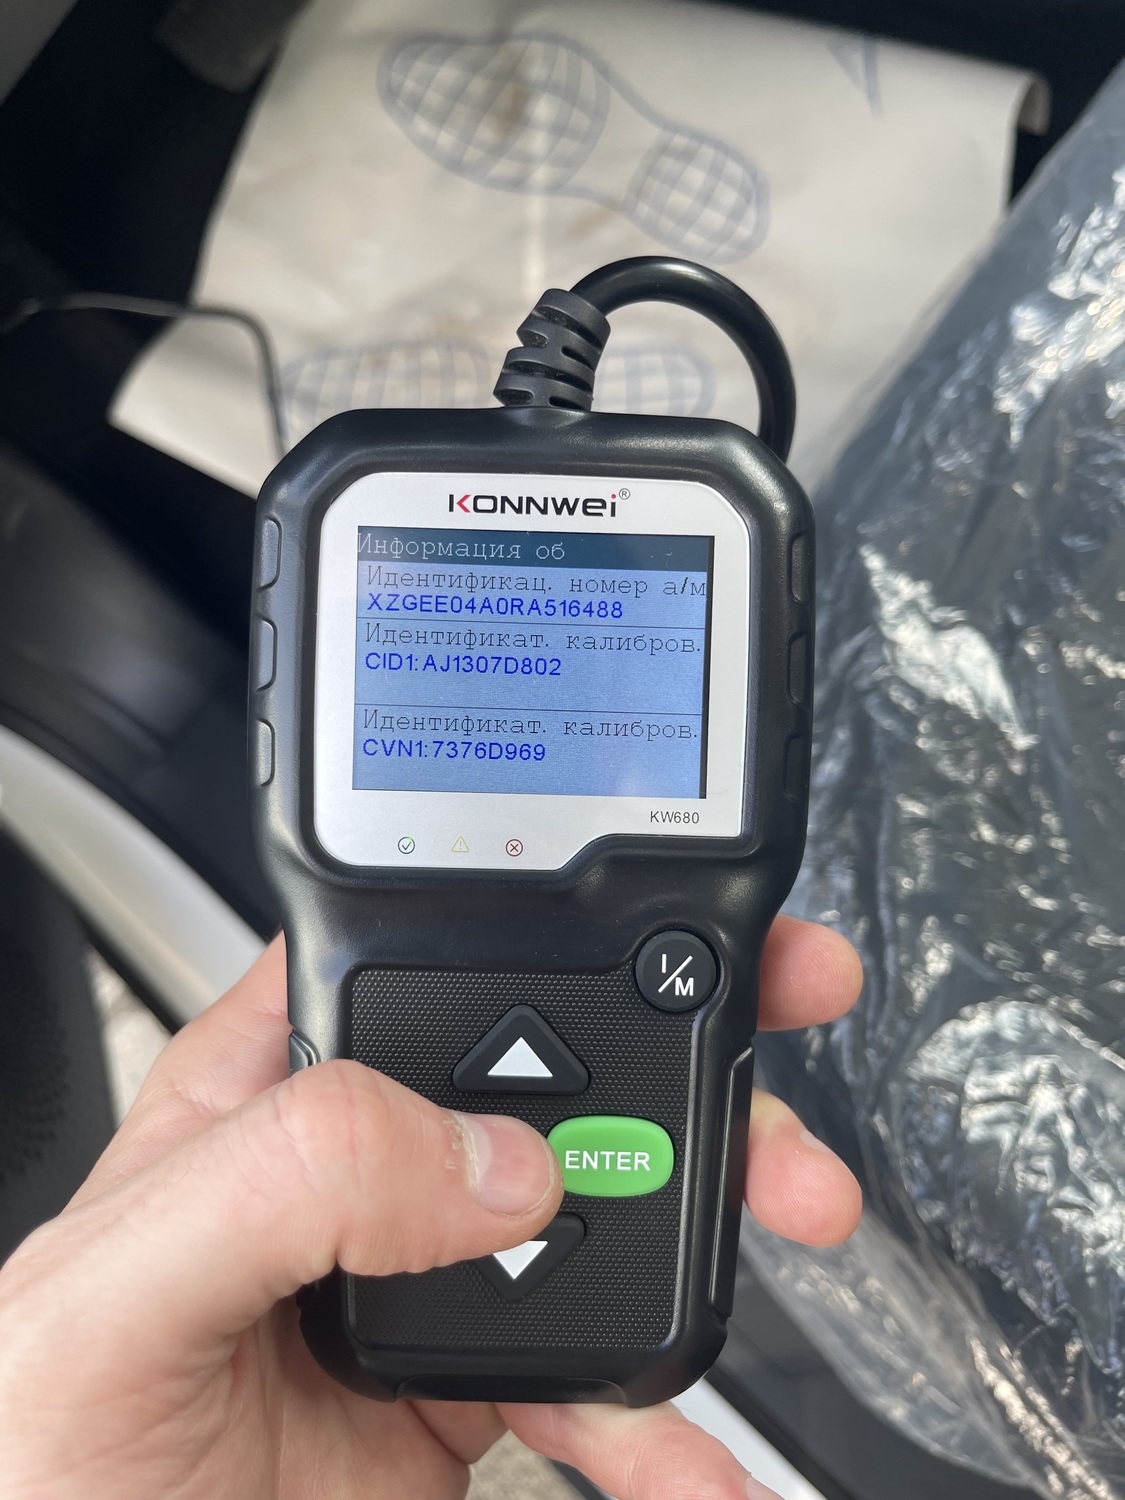 KONNWEI®
Информация об
Идентификац. номер а/м
XZGEE04A0RA516488
Идентификат. калибров.
CID1:AJ1307D802
Идентификат. калибров.
CVN1:7376D969
KW680
I/M
ENTER